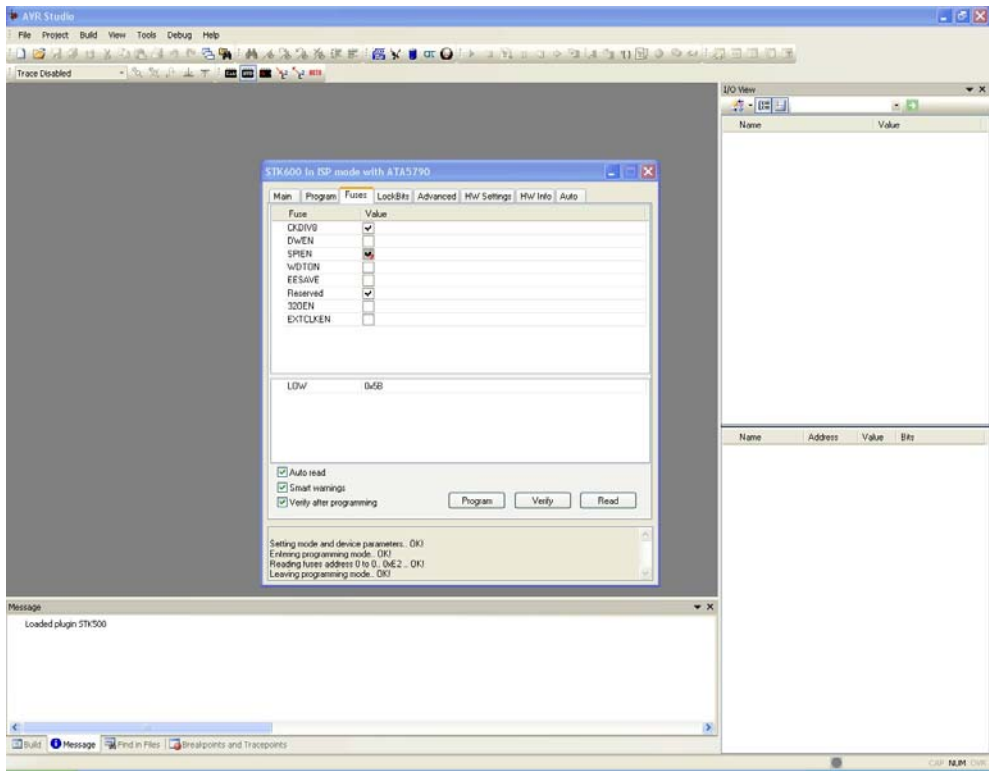 AVR Studio
File Project Build View Tools Debug Help
Trace Disabled
I/O View
Name Value
STK600 in ISP mode with ATA5790
Main Program Fuses LockBits Advanced HW Settings HW Info Auto
Fuse Value
CKDIV8
DWEN
SPIEN
WDTON
EESAVE
Reserved
32OEN
EXTCLKEN
LOW 0x5B
Auto read
Smart warnings
Verify after programming
Program Verify Read
Setting mode and device parameters.. OK!
Entering programming mode.. OK!
Reading fuses address 0 to 0.. 0xE2 .. OK!
Leaving programming mode.. OK!
Name Address Value Bits
Message
Loaded plugin STK500
Build Message Find in Files Breakpoints and Tracepoints
CAP NUM OVR